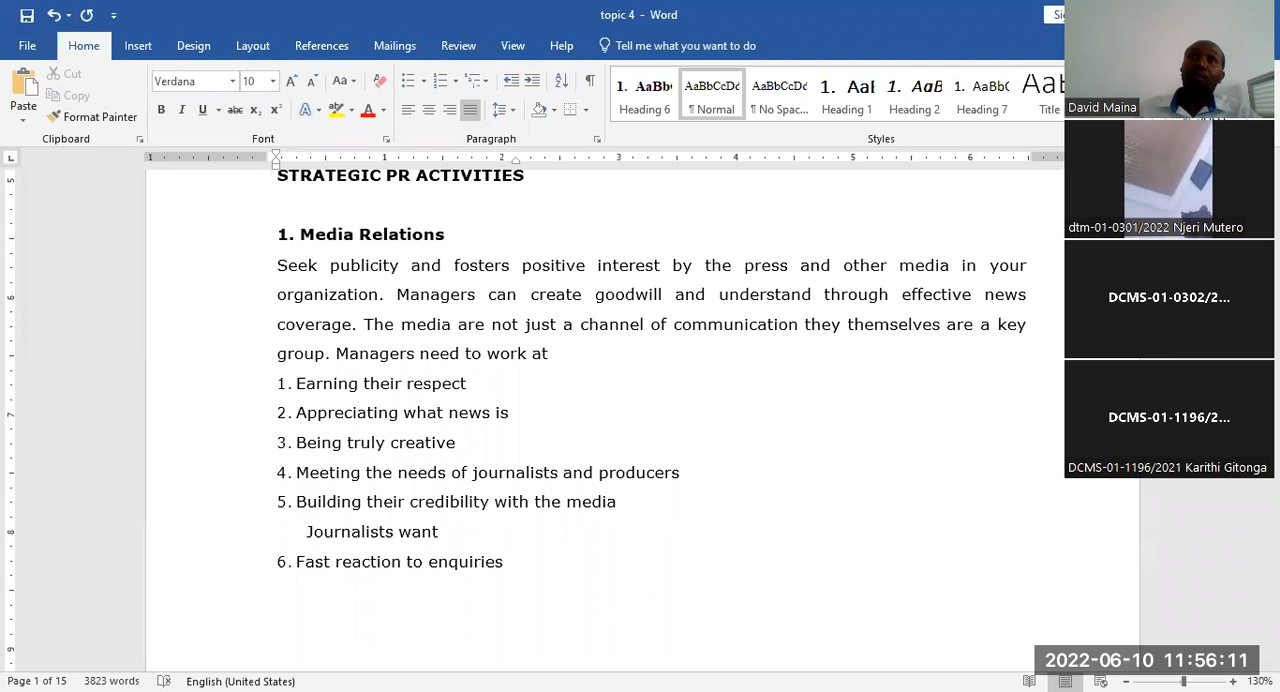 topic 4 - Word
File Home Insert Design Layout References Mailings Review View Help Tell me what you want to do
Paste Cut Copy Format Painter Clipboard
Verdana 10 Font
Paragraph
Heading 6 ¶ Normal ¶ No Spac... Heading 1 Heading 2 Heading 7 Title
Styles
STRATEGIC PR ACTIVITIES
1. Media Relations
Seek publicity and fosters positive interest by the press and other media in your
organization. Managers can create goodwill and understand through effective news
coverage. The media are not just a channel of communication they themselves are a key
group. Managers need to work at
1. Earning their respect
2. Appreciating what news is
3. Being truly creative
4. Meeting the needs of journalists and producers
5. Building their credibility with the media
Journalists want
6. Fast reaction to enquiries
David Maina
dtm-01-0301/2022 Njeri Mutero
DCMS-01-0302/2...
DCMS-01-1196/2...
DCMS-01-1196/2021 Karithi Gitonga
2022-06-10 11:56:11
Page 1 of 15 3823 words English (United States) 130%